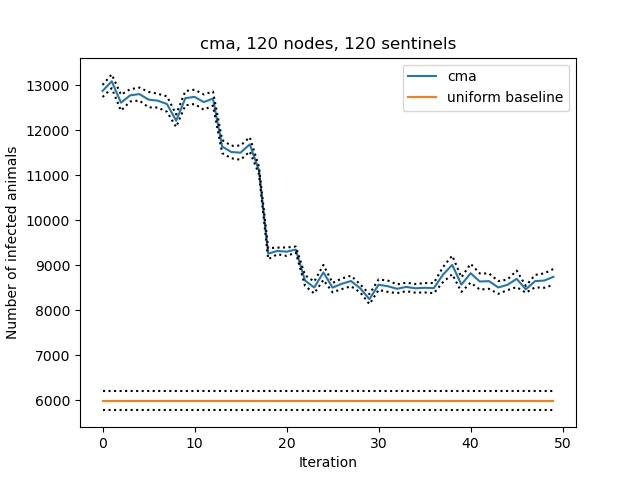 cma, 120 nodes, 120 sentinels
cma
uniform baseline
Number of infected animals
13000
12000
11000
10000
9000
8000
7000
6000
0 10 20 30 40 50
Iteration